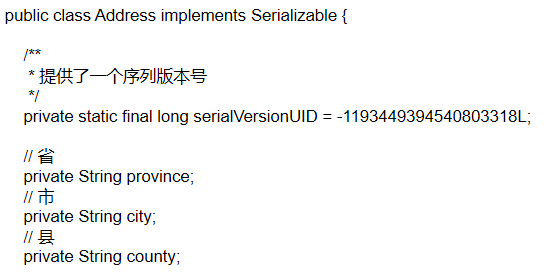 public class Address implements Serializable {
/**
* 提供了一个序列版本号
*/
private static final long serialVersionUID = -1193449394540803318L;
// 省
private String province;
// 市
private String city;
// 县
private String county;